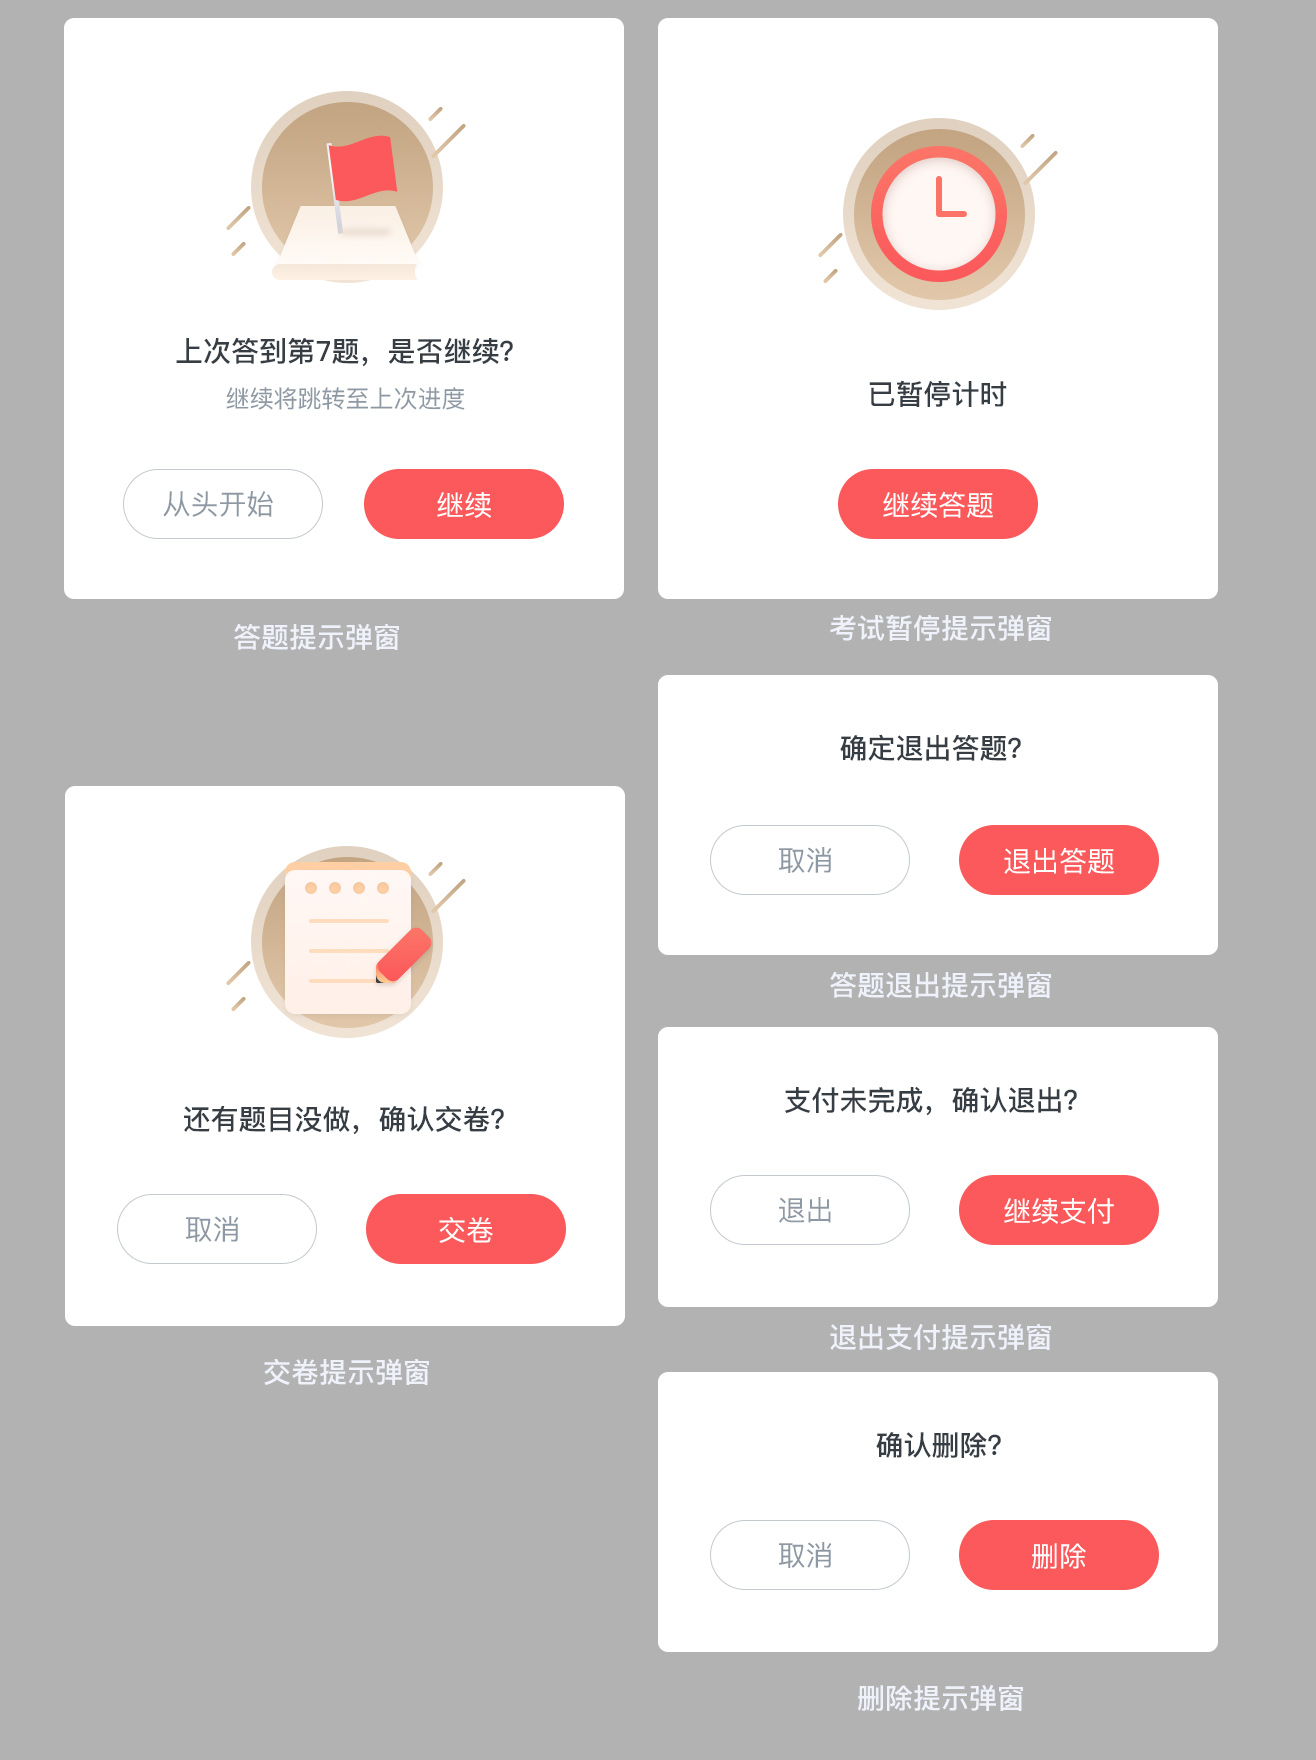 上次答到第7题，是否继续?
继续将跳转至上次进度
从头开始
继续
答题提示弹窗
已暂停计时
继续答题
考试暂停提示弹窗
确定退出答题?
取消
退出答题
答题退出提示弹窗
还有题目没做，确认交卷?
取消
交卷
交卷提示弹窗
支付未完成，确认退出?
退出
继续支付
退出支付提示弹窗
确认删除?
取消
删除
删除提示弹窗